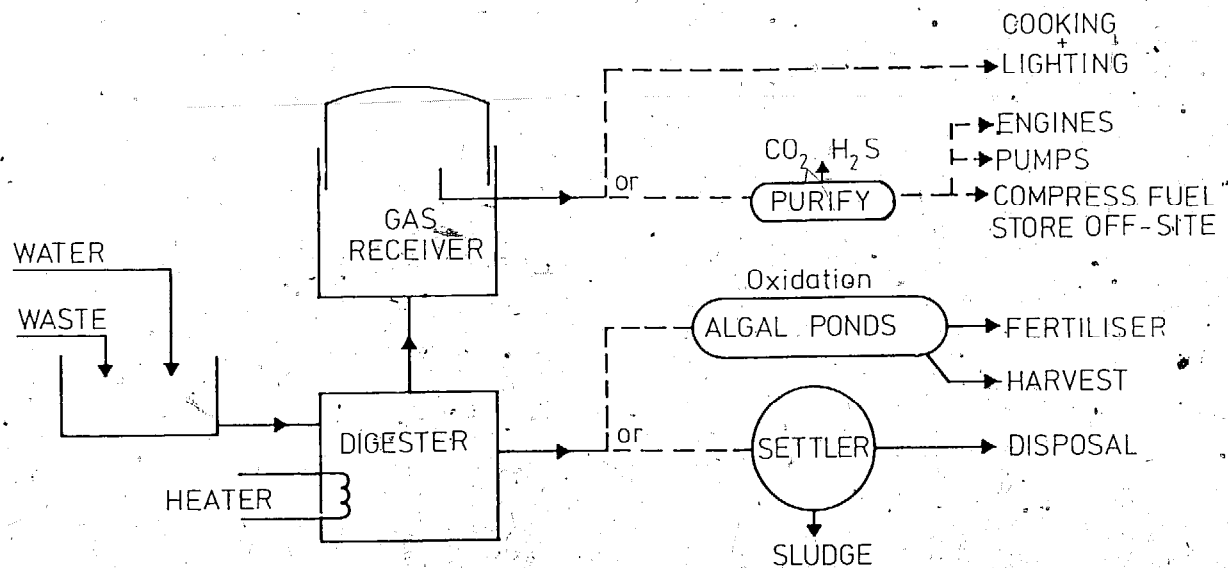 COOKING
+
LIGHTING
ENGINES
CO₂ H₂S
PUMPS
or
PURIFY
COMPRESS FUEL
STORE OFF-SITE
GAS
RECEIVER
WATER
WASTE
Oxidation
ALGAL PONDS
FERTILISER
HARVEST
DIGESTER
or
SETTLER
DISPOSAL
HEATER
SLUDGE